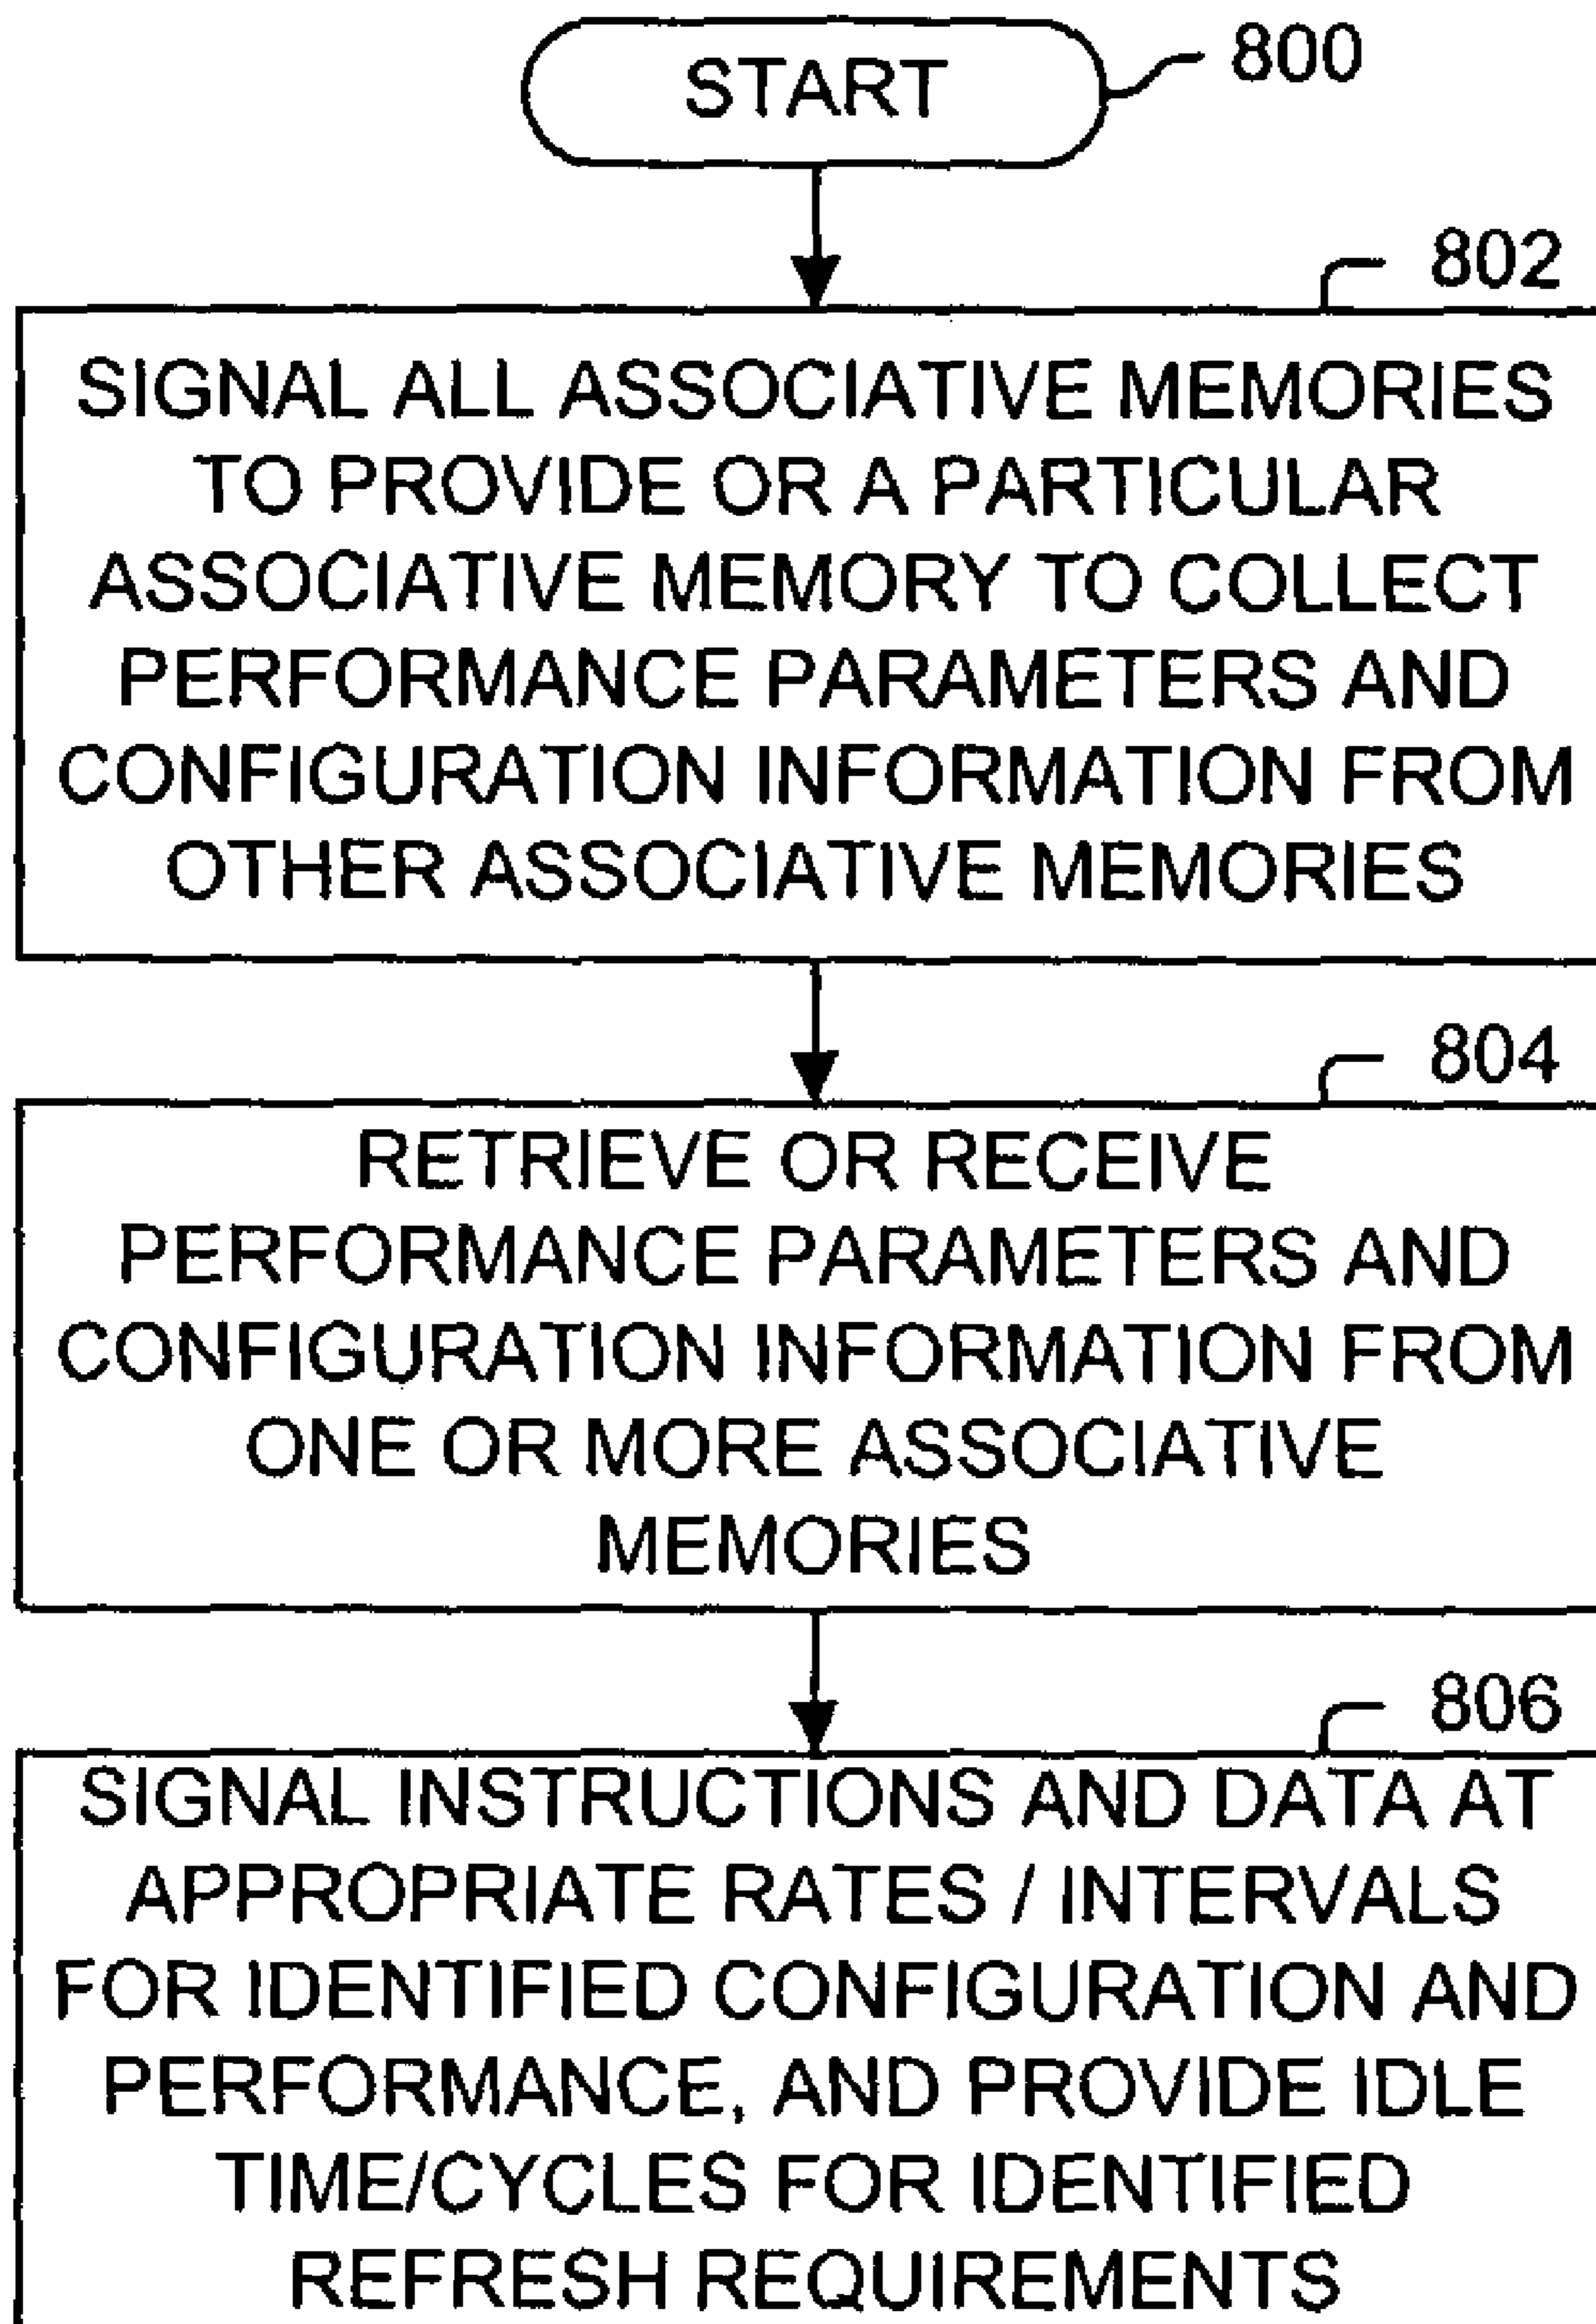 START
800
802
SIGNAL ALL ASSOCIATIVE MEMORIES
TO PROVIDE OR A PARTICULAR
ASSOCIATIVE MEMORY TO COLLECT
PERFORMANCE PARAMETERS AND
CONFIGURATION INFORMATION FROM
OTHER ASSOCIATIVE MEMORIES
804
RETRIEVE OR RECEIVE
PERFORMANCE PARAMETERS AND
CONFIGURATION INFORMATION FROM
ONE OR MORE ASSOCIATIVE
MEMORIES
806
SIGNAL INSTRUCTIONS AND DATA AT
APPROPRIATE RATES / INTERVALS
FOR IDENTIFIED CONFIGURATION AND
PERFORMANCE, AND PROVIDE IDLE
TIME/CYCLES FOR IDENTIFIED
REFRESH REQUIREMENTS